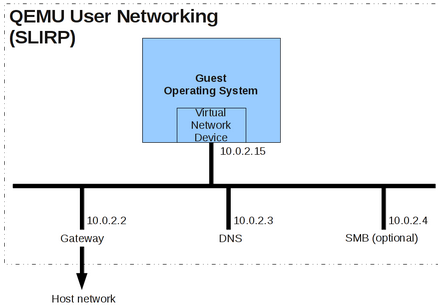 QEMU User Networking
(SLIRP)
Guest
Operating System
Virtual
Network
Device
10.0.2.15
10.0.2.2
10.0.2.3
10.0.2.4
Gateway
DNS
SMB (optional)
Host network